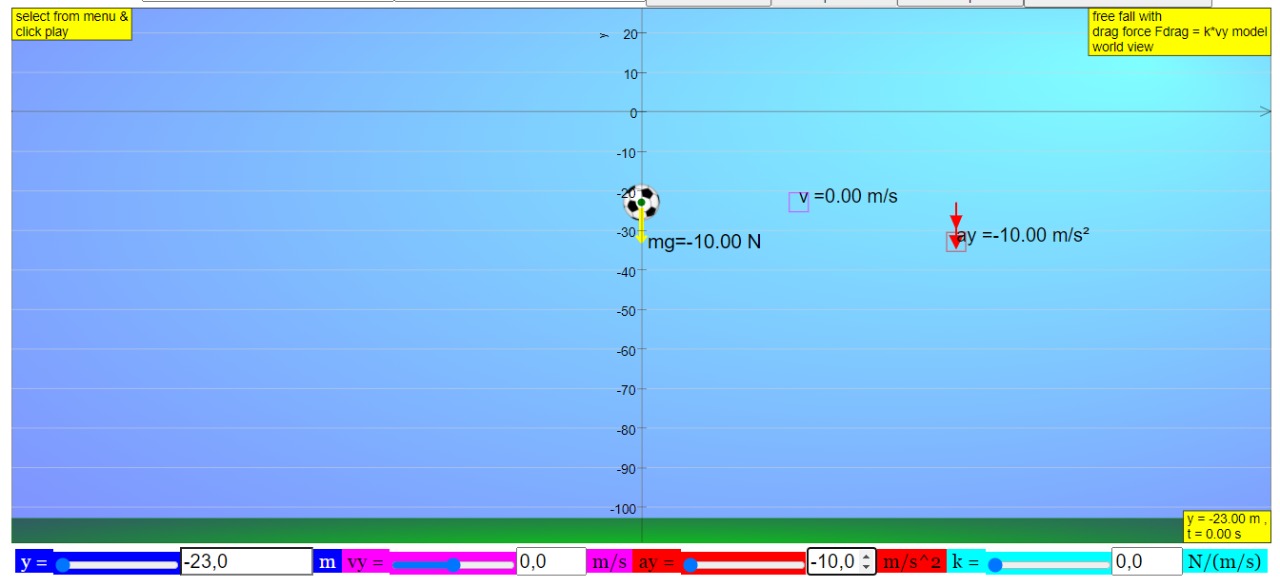 select from menu &
click play
free fall with
drag force Fdrag = k*vy model
world view
y
20
10
0
-10
-20
-30
-40
-50
-60
-70
-80
-90
-100
v =0.00 m/s
mg=-10.00 N
ay =-10.00 m/s²
y = -23.00 m ,
t = 0.00 s
y = -23,0 m vy = 0,0 m/s ay = -10,0 m/s^2 k = 0,0 N/(m/s)